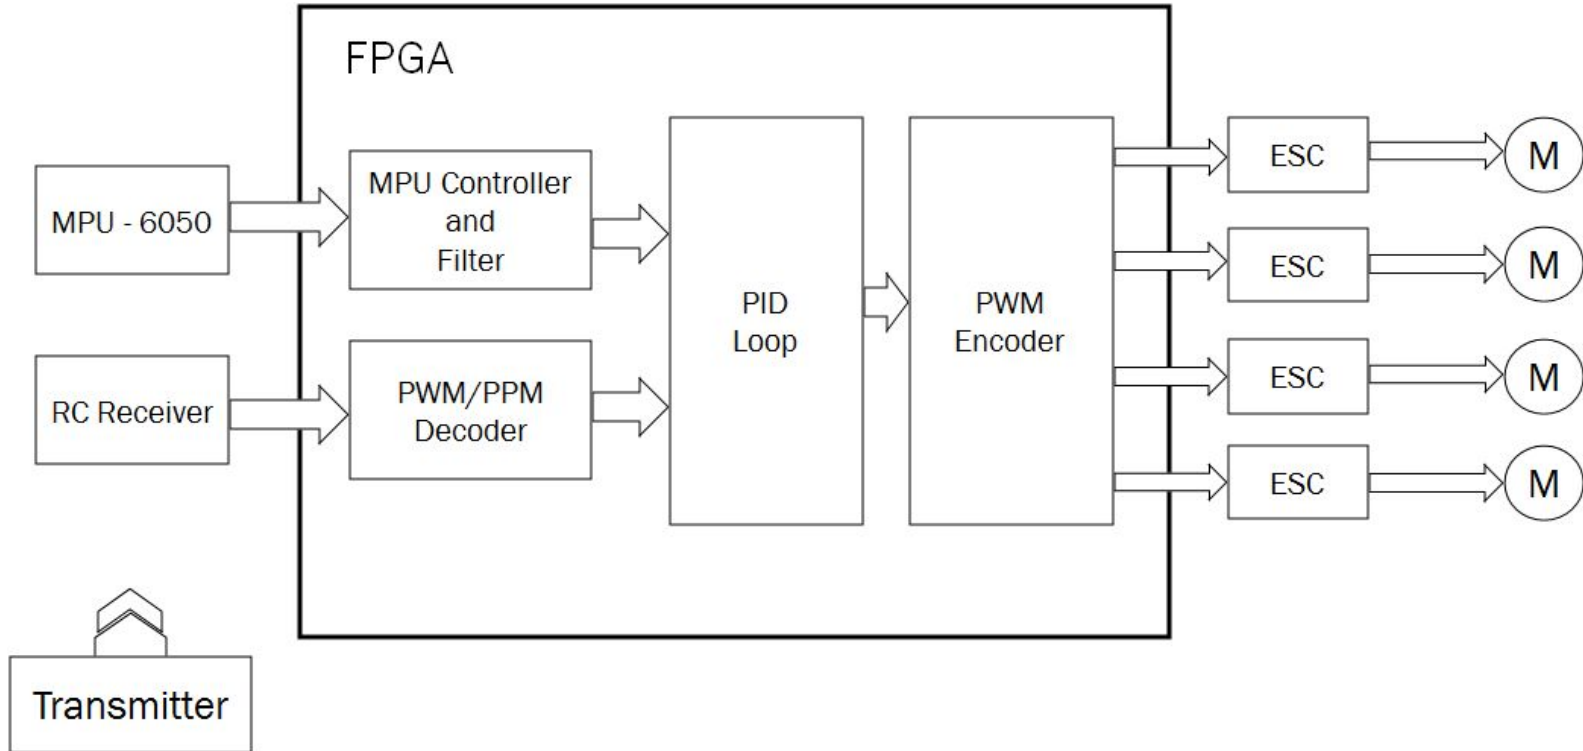 FPGA
MPU - 6050
MPU Controller
and
Filter
RC Receiver
PWM/PPM
Decoder
PID
Loop
PWM
Encoder
ESC
M
ESC
M
ESC
M
ESC
M
Transmitter